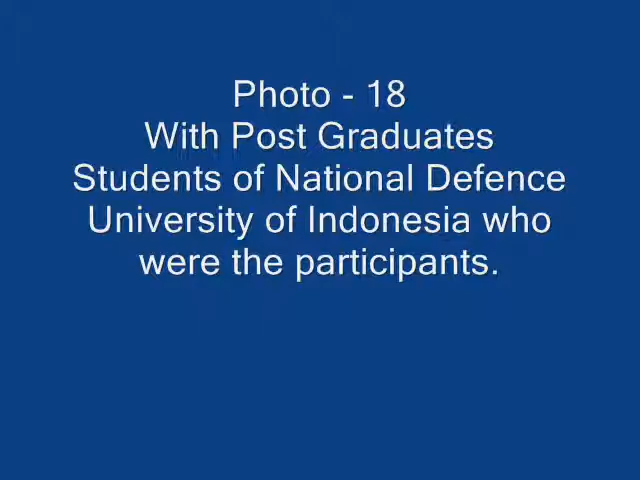 Photo - 18
With Post Graduates
Students of National Defence
University of Indonesia who
were the participants.